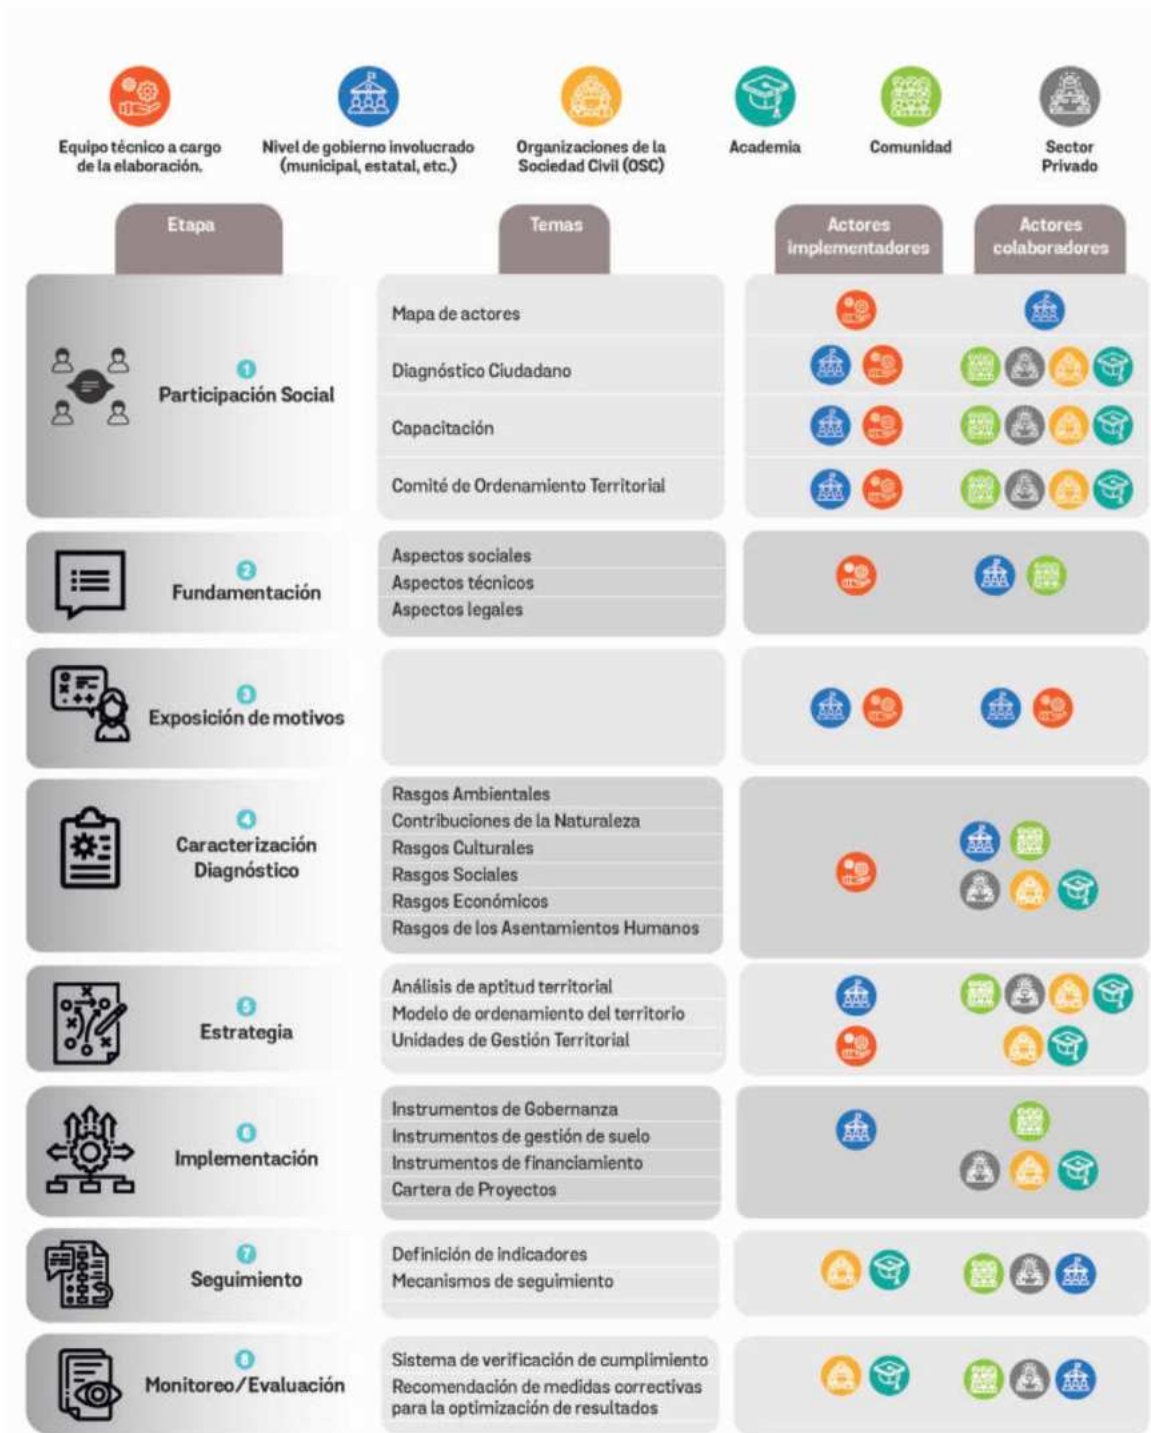 Equipo técnico a cargo
de la elaboración.
Nivel de gobierno involucrado
(municipal, estatal, etc.)
Organizaciones de la
Sociedad Civil (OSC)
Academia
Comunidad
Sector
Privado
Etapa
Temas
Actores
implementadores
Actores
colaboradores
1
Participación Social
Mapa de actores
Diagnóstico Ciudadano
Capacitación
Comité de Ordenamiento Territorial
2
Fundamentación
Aspectos sociales
Aspectos técnicos
Aspectos legales
3
Exposición de motivos
4
Caracterización
Diagnóstico
Rasgos Ambientales
Contribuciones de la Naturaleza
Rasgos Culturales
Rasgos Sociales
Rasgos Económicos
Rasgos de los Asentamientos Humanos
5
Estrategia
Análisis de aptitud territorial
Modelo de ordenamiento del territorio
Unidades de Gestión Territorial
6
Implementación
Instrumentos de Gobernanza
Instrumentos de gestión de suelo
Instrumentos de financiamiento
Cartera de Proyectos
7
Seguimiento
Definición de indicadores
Mecanismos de seguimiento
8
Monitoreo/Evaluación
Sistema de verificación de cumplimiento
Recomendación de medidas correctivas
para la optimización de resultados